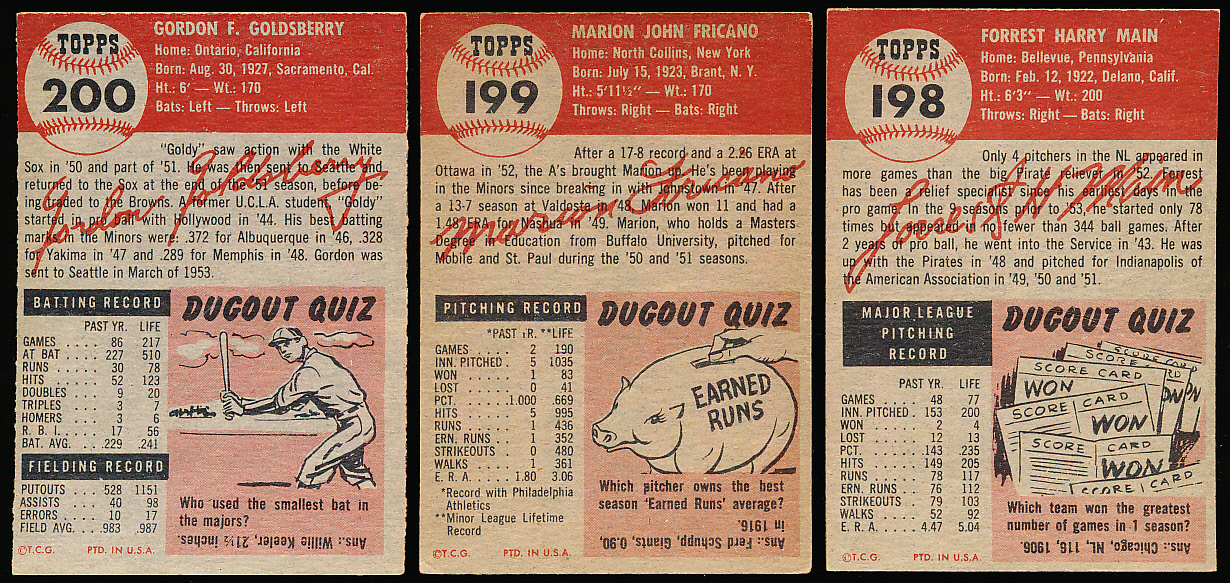 TOPPS
200
GORDON F. GOLDSBERRY
Home: Ontario, California
Born: Aug. 30, 1927, Sacramento, Cal.
Ht.: 6' — Wt.: 170
Bats: Left — Throws: Left
"Goldy" saw action with the White
Sox in '50 and part of '51. He was then sent to Seattle and
returned to the Sox at the end of the '51 season, before be-
ing traded to the Browns. A former U.C.L.A. student, "Goldy"
started in pro ball with Hollywood in '44. His best batting
marks in the Minors were: .372 for Albuquerque in '46, .328
for Yakima in '47 and .289 for Memphis in '48. Gordon was
sent to Seattle in March of 1953.
Gordon Goldsberry
BATTING RECORD
PAST YR. LIFE
GAMES 86 217
AT BAT 227 510
RUNS 30 78
HITS 52 123
DOUBLES 9 20
TRIPLES 3 7
HOMERS 3 6
R. B. I. 17 56
BAT. AVG. .229 .241
FIELDING RECORD
PUTOUTS 528 1151
ASSISTS 40 98
ERRORS 10 17
FIELD AVG. .983 .987
©T.C.G. PTD. IN U.S.A.
DUGOUT QUIZ
Who used the smallest bat in
the majors?
Ans.: Willie Keeler, 21½ inches.
TOPPS
199
MARION JOHN FRICANO
Home: North Collins, New York
Born: July 15, 1923, Brant, N. Y.
Ht.: 5'11½" — Wt.: 170
Throws: Right — Bats: Right
After a 17-8 record and a 2.26 ERA at
Ottawa in '52, the A's brought Marion up. He's been playing
in the Minors since breaking in with Johnstown in '47. After
a 13-7 season at Valdosta in '48, Marion won 11 and had a
1.48 ERA for Nashua in '49. Marion, who holds a Masters
Degree in Education from Buffalo University, pitched for
Mobile and St. Paul during the '50 and '51 seasons.
Marion Fricano
PITCHING RECORD
*PAST YR. **LIFE
GAMES 2 190
INN. PITCHED 5 1035
WON 1 83
LOST 0 41
PCT. 1.000 .669
HITS 5 995
RUNS 1 436
ERN. RUNS 1 352
STRIKEOUTS 0 480
WALKS 1 361
E. R. A. 1.80 3.06
*Record with Philadelphia
Athletics
**Minor League Lifetime
Record
©T.C.G. PTD. IN U.S.A.
DUGOUT QUIZ
EARNED
RUNS
Which pitcher owns the best
season 'Earned Runs' average?
Ans.: Ferd Schupp, Giants, 0.90,
in 1916.
TOPPS
198
FORREST HARRY MAIN
Home: Bellevue, Pennsylvania
Born: Feb. 12, 1922, Delano, Calif.
Ht.: 6'3" — Wt.: 200
Throws: Right — Bats: Right
Only 4 pitchers in the NL appeared in
more games than the big Pirate reliever in '52. Forrest
has been a relief specialist since his earliest days in
pro game. In the 9 seasons prior to '53, he started only 78
times but appeared in no fewer than 344 ball games. After
2 years of pro ball, he went into the Service in '43. He was
up with the Pirates in '48 and pitched for Indianapolis of
the American Association in '49, '50 and '51.
Forrest H. Main
MAJOR LEAGUE
PITCHING
RECORD
PAST YR. LIFE
GAMES 48 77
INN. PITCHED 153 200
WON 2 4
LOST 12 13
PCT. .143 .235
HITS 149 205
RUNS 78 117
ERN. RUNS 76 112
STRIKEOUTS 79 103
WALKS 52 92
E. R. A. 4.47 5.04
©T.C.G. PTD. IN U.S.A.
DUGOUT QUIZ
SCORE CARD
SCORE CARD
SCORE CARD
WON
SCORE CARD
WON
SCORE CARD
WON
SCORE CARD
Which team won the greatest
number of games in 1 season?
Ans.: Chicago, NL, 116, 1906.